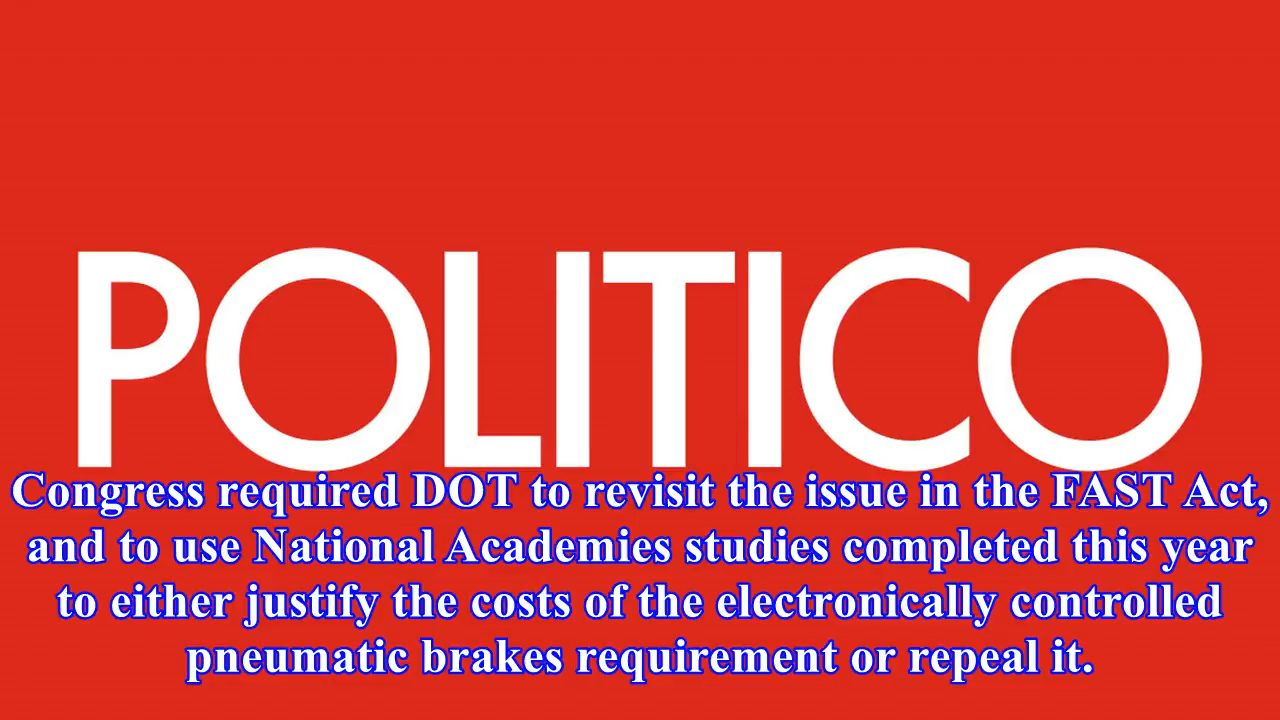 POLITICO
Congress required DOT to revisit the issue in the FAST Act,
and to use National Academies studies completed this year
to either justify the costs of the electronically controlled
pneumatic brakes requirement or repeal it.